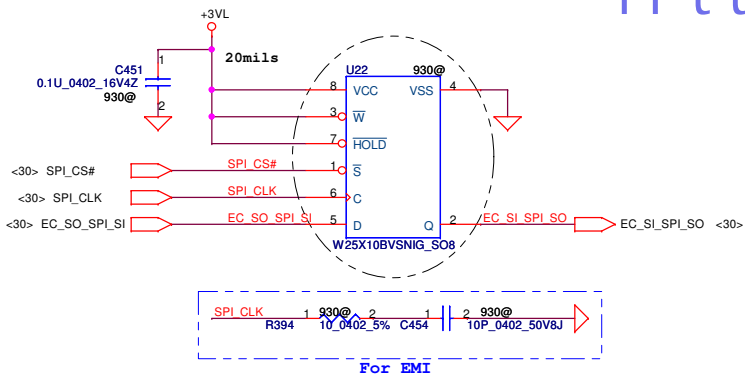 +3VL
20mils
C451
0.1U_0402_16V4Z
930@
1
2
U22
930@
8 VCC VSS 4
3 W
7 HOLD
<30> SPI_CS# SPI_CS# 1 S
<30> SPI_CLK SPI_CLK 6 C
<30> EC_SO_SPI_SI EC_SO_SPI_SI 5 D Q 2 EC_SI_SPI_SO EC_SI_SPI_SO <30>
W25X10BVSNIG_SO8
SPI_CLK 1 930@ 2 1 2 930@
R394 10_0402_5% C454 10P_0402_50V8J
For EMI